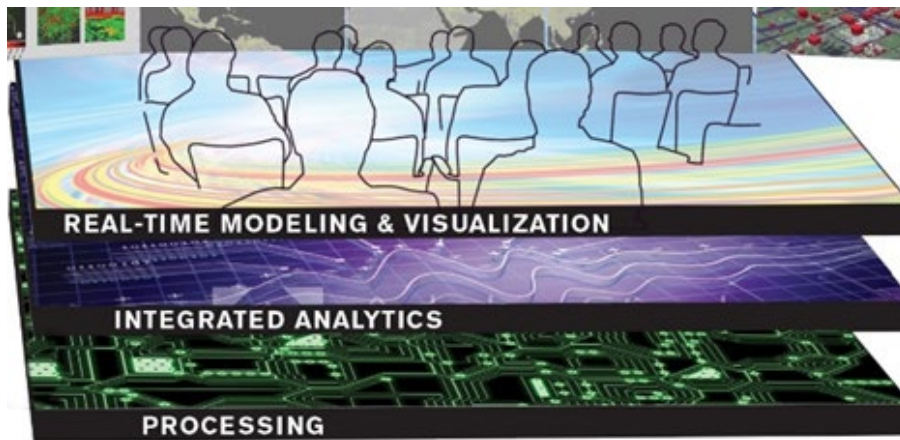 REAL-TIME MODELING & VISUALIZATION
INTEGRATED ANALYTICS
PROCESSING